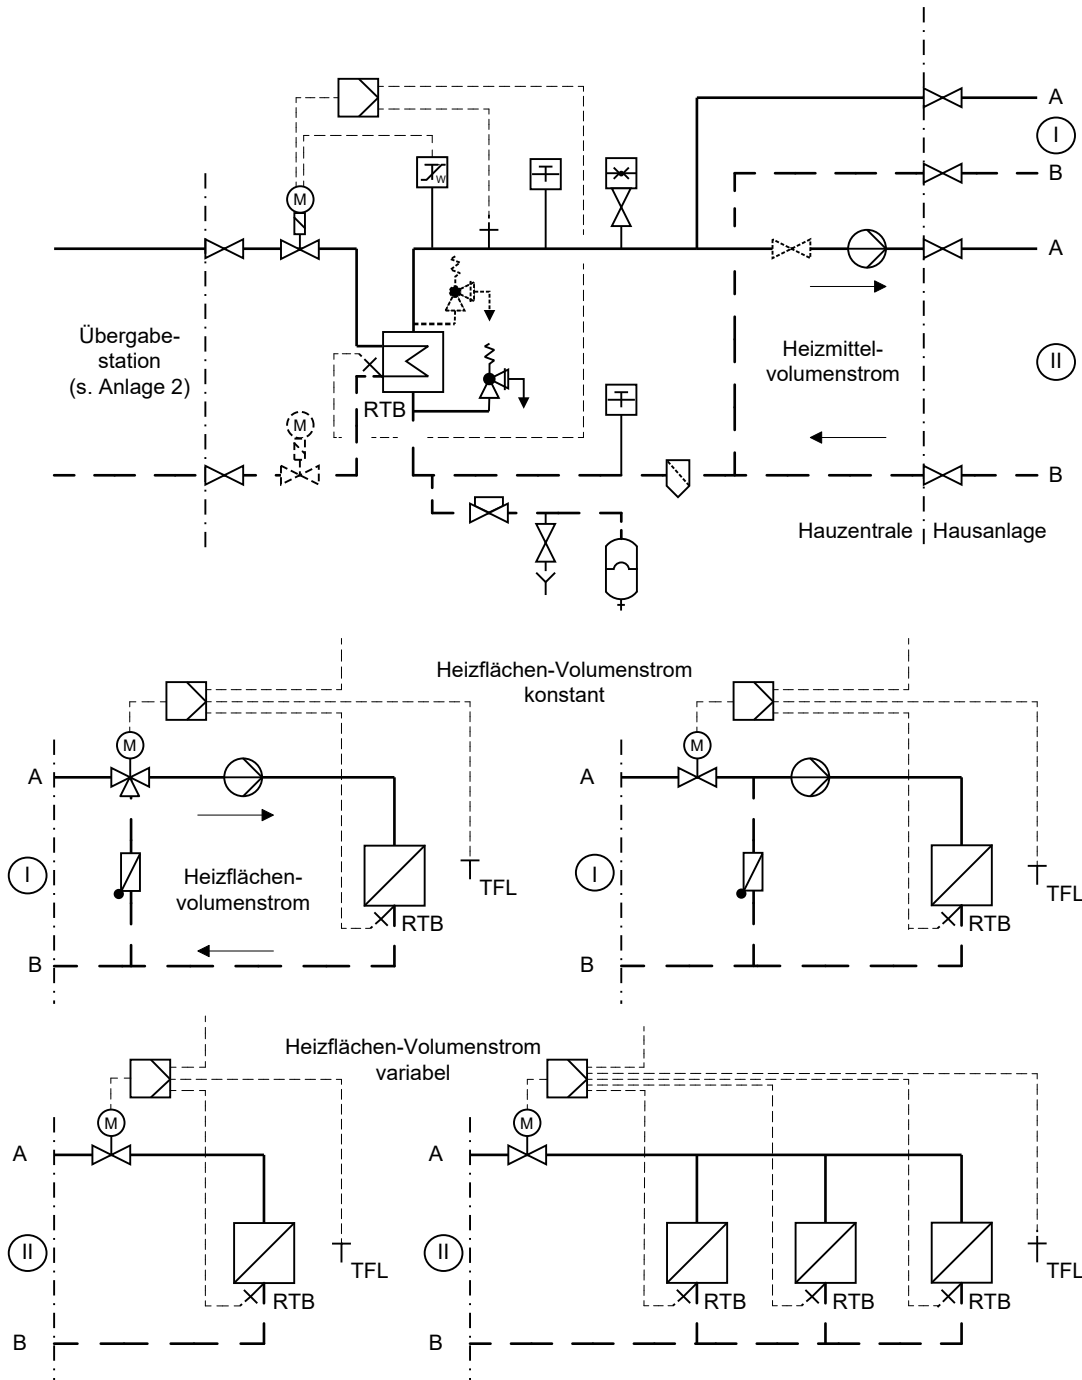 A
I
B
W
M
A
Übergabe-
station
(s. Anlage 2)
Heizmittel-
volumenstrom
II
RTB
M
B
Hauzentrale
Hausanlage
Heizflächen-Volumenstrom
konstant
M
A
I
Heizflächen-
volumenstrom
TFL
RTB
B
M
A
I
TFL
RTB
B
Heizflächen-Volumenstrom
variabel
M
A
II
TFL
RTB
B
M
A
II
TFL
RTB
RTB
RTB
B